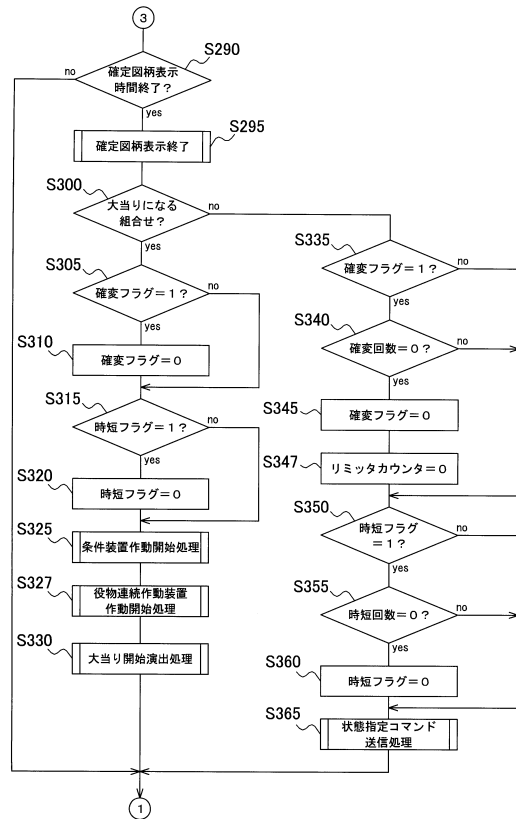 3
S290
確定図柄表示
時間終了？
no
yes
S295
確定図柄表示終了
S300
大当りになる
組合せ？
no
yes
S305
確変フラグ＝１？
no
yes
S310
確変フラグ＝０
S315
時短フラグ＝１？
no
yes
S320
時短フラグ＝０
S325
条件装置作動開始処理
S327
役物連続作動装置
作動開始処理
S330
大当り開始演出処理
S335
確変フラグ＝１？
no
yes
S340
確変回数＝０？
no
yes
S345
確変フラグ＝０
S347
リミッタカウンタ＝０
S350
時短フラグ
＝１？
no
yes
S355
時短回数＝０？
no
yes
S360
時短フラグ＝０
S365
状態指定コマンド
送信処理
1